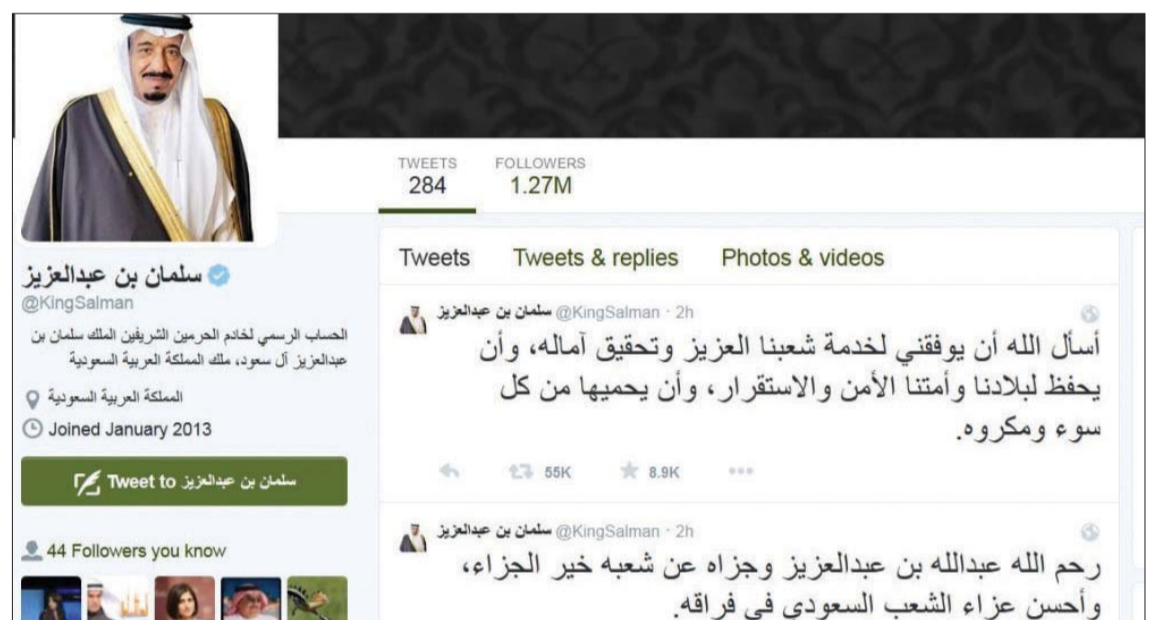 TWEETS FOLLOWERS
284 1.27M
سلمان بن عبدالعزيز
@KingSalman
الحساب الرسمي لخادم الحرمين الشريفين الملك سلمان بن
عبدالعزيز آل سعود، ملك المملكة العربية السعودية
المملكة العربية السعودية
Joined January 2013
Tweet to سلمان بن عبدالعزيز
44 Followers you know
Tweets Tweets & replies Photos & videos
سلمان بن عبدالعزيز @KingSalman · 2h
أسأل الله أن يوفقني لخدمة شعبنا العزيز وتحقيق آماله، وأن
يحفظ لبلادنا وأمتنا الأمن والاستقرار، وأن يحميها من كل
سوء ومكروه.
55K 8.9K
سلمان بن عبدالعزيز @KingSalman · 2h
رحم الله عبدالله بن عبدالعزيز وجزاه عن شعبه خير الجزاء،
وأحسن عزاء الشعب السعودي في فراقه.